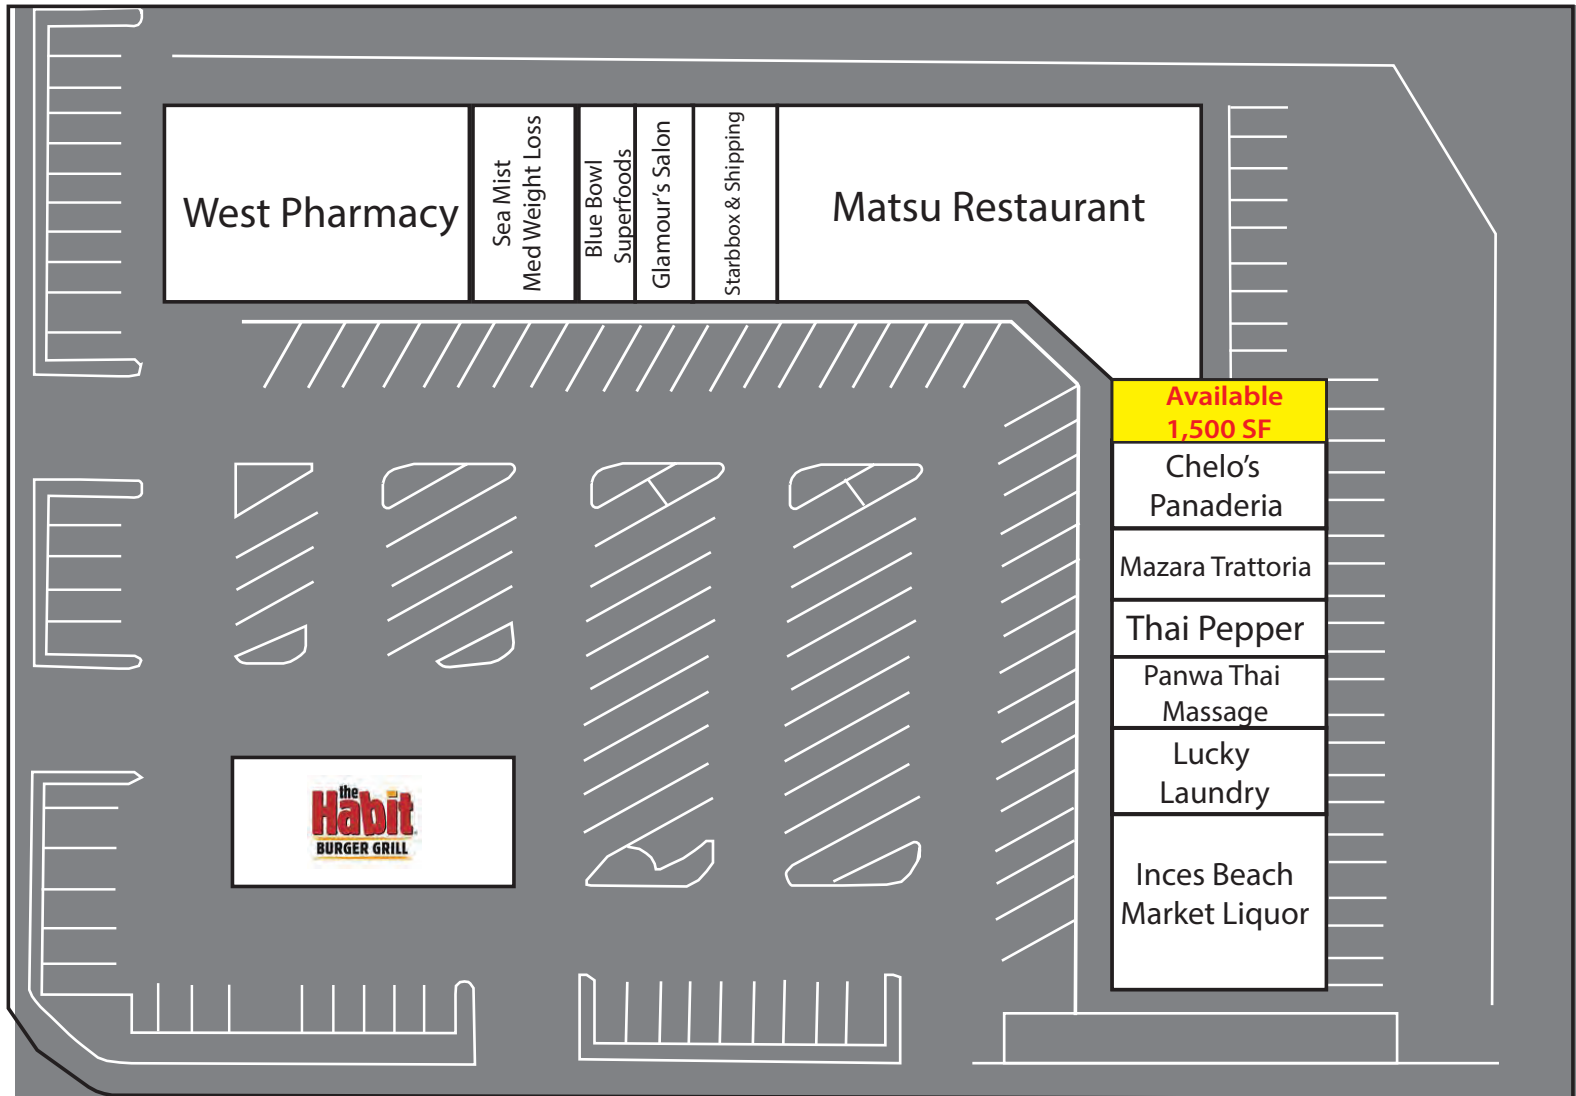 West Pharmacy
Sea Mist
Med Weight Loss
Blue Bowl
Superfoods
Glamour's Salon
Starbbox & Shipping
Matsu Restaurant
Available
1,500 SF
Chelo's
Panaderia
Mazara Trattoria
Thai Pepper
Panwa Thai
Massage
Lucky
Laundry
Inces Beach
Market Liquor
the
Habit
BURGER GRILL